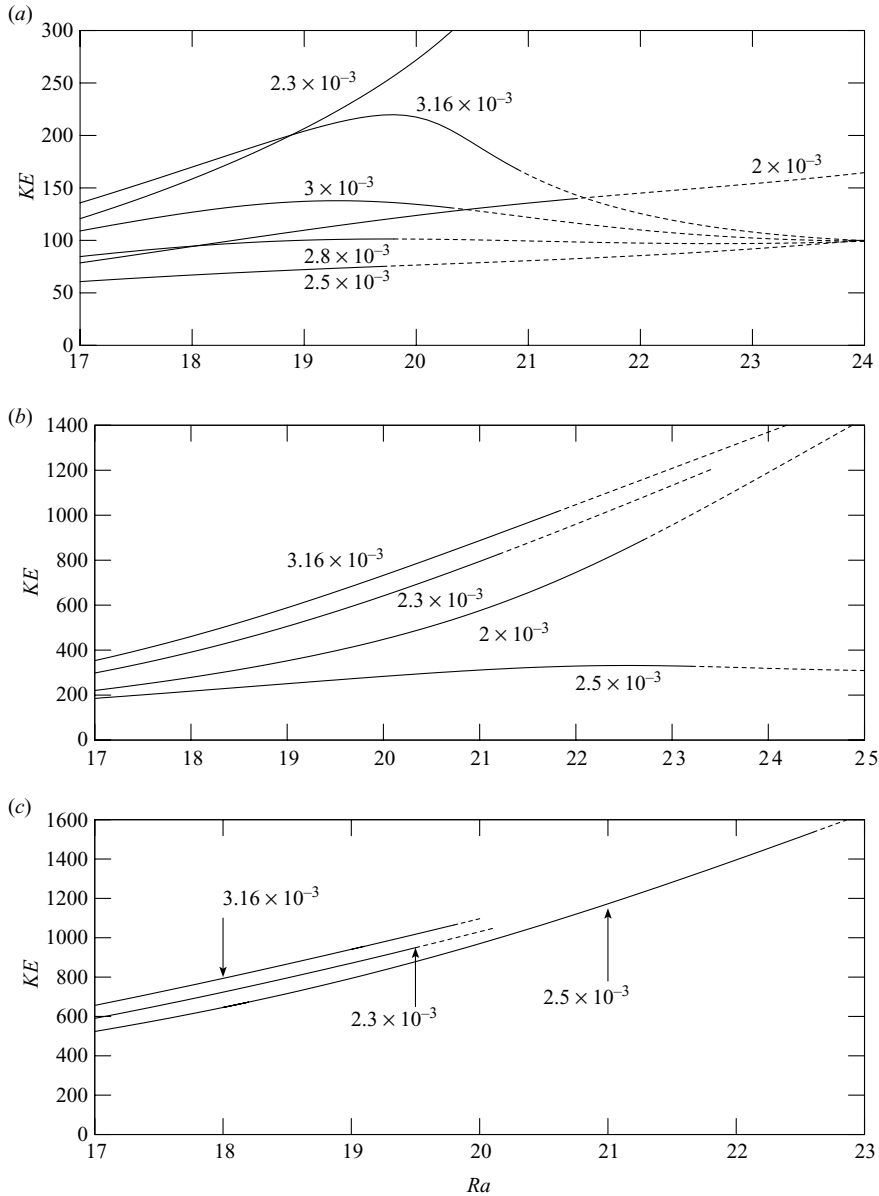 (a)
300
2.3 × 10⁻³
250
3.16 × 10⁻³
200
2 × 10⁻³
KE
150
3 × 10⁻³
100
2.8 × 10⁻³
50
2.5 × 10⁻³
0
17 18 19 20 21 22 23 24
(b)
1400
1200
1000
3.16 × 10⁻³
800
KE
2.3 × 10⁻³
600
2 × 10⁻³
400
2.5 × 10⁻³
200
0
17 18 19 20 21 22 23 24 25
(c)
1600
1400
3.16 × 10⁻³
1200
1000
KE
800
2.5 × 10⁻³
600
2.3 × 10⁻³
400
200
0
17 18 19 20 21 22 23
Ra